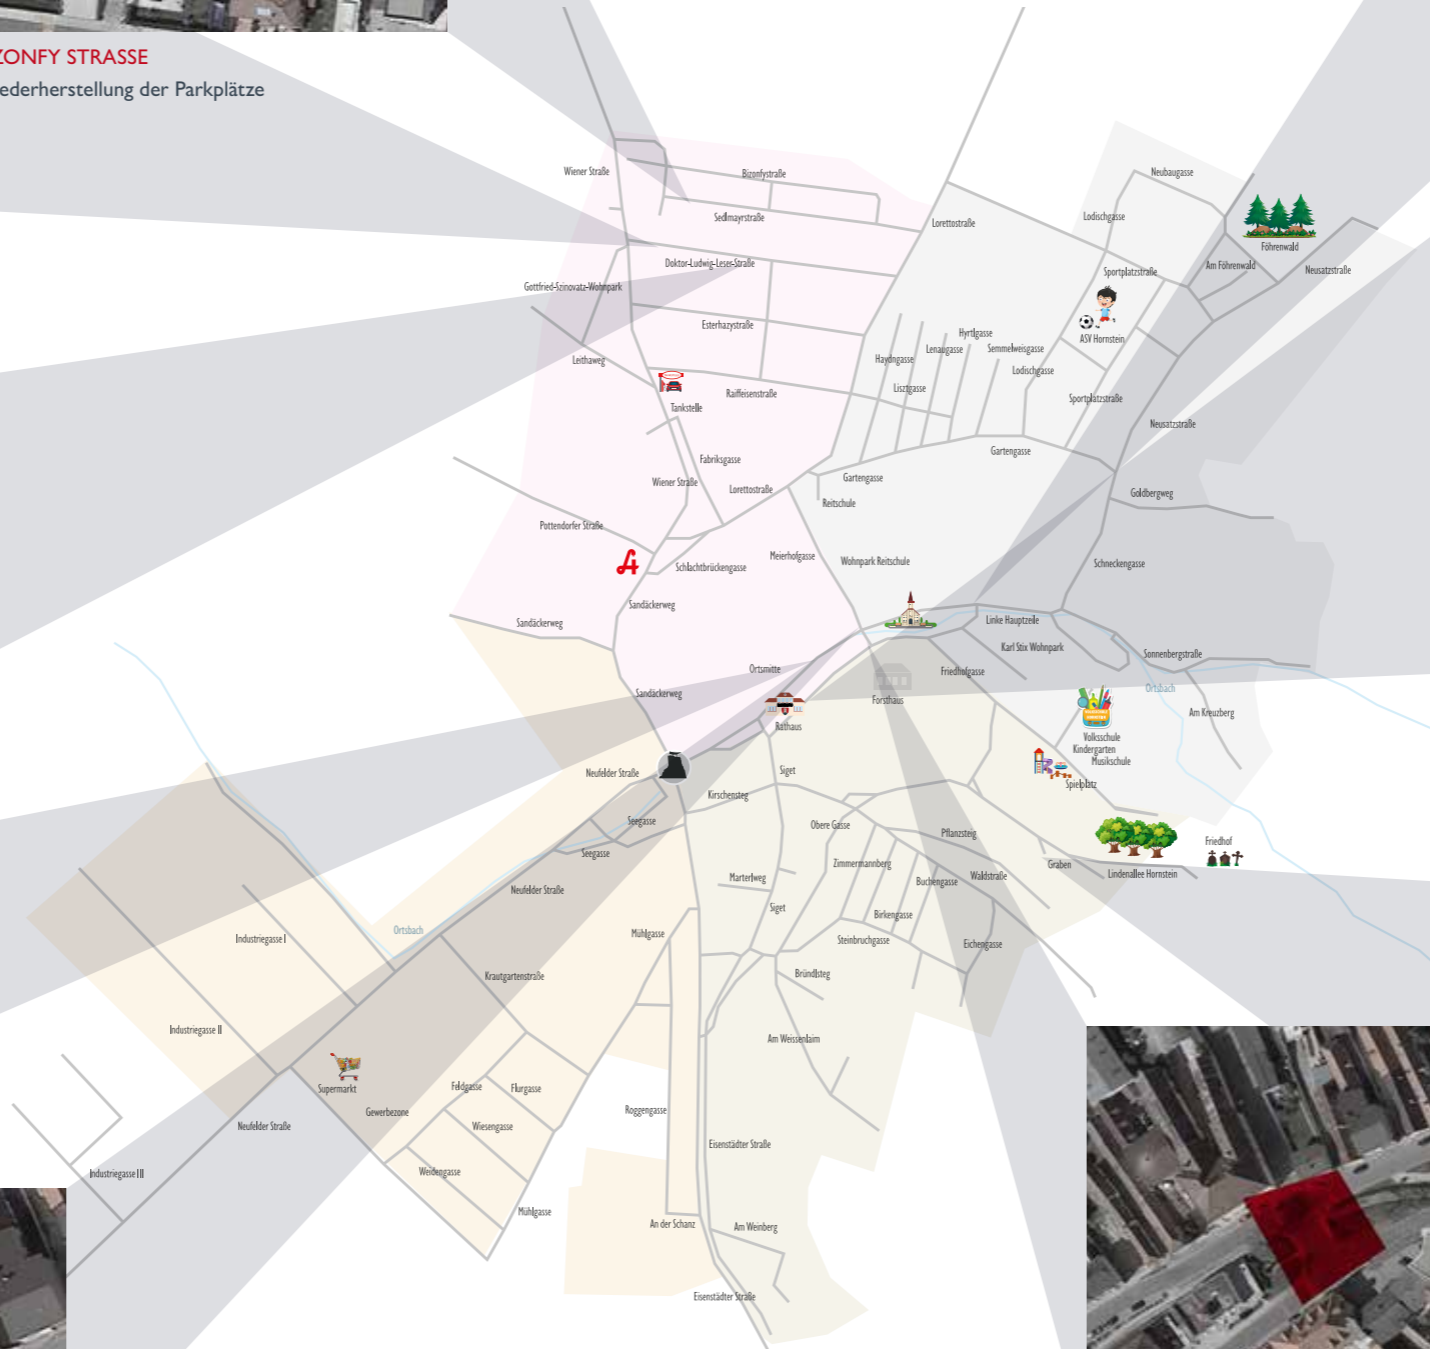 ZONFY STRASSE
ederherstellung der Parkplätze
Wiener Straße
Bizonfystraße
Neubaugasse
Sedlmayrstraße
Lorettostraße
Lodischgasse
Föhrenwald
Doktor-Ludwig-Leser-Straße
Am Föhrenwald
Neusatzstraße
Sportplatzstraße
Gottfried-Szinovatz-Wohnpark
Esterhazystraße
Hyrtlgasse
ASV Hornstein
Leithaweg
Haydngasse
Lenaugasse
Semmelweisgasse
Lodischgasse
Lisztgasse
Raiffeisenstraße
Sportplatzstraße
Tankstelle
Neusatzstraße
Fabriksgasse
Gartengasse
Wiener Straße
Lorettostraße
Gartengasse
Goldbergweg
Reitschule
Pottendorfer Straße
Meierhofgasse
Wohnpark Reitschule
Schneckengasse
Schlachtbrückengasse
Sandäckerweg
Sandäckerweg
Linke Hauptzeile
Karl Stix Wohnpark
Sonnenbergstraße
Ortsmitte
Friedhofgasse
Ortsbach
Sandäckerweg
Forsthaus
Am Kreuzberg
Rathaus
Volksschule
Kindergarten
Musikschule
Neufelder Straße
Siget
Spielplatz
Kirschensteg
Seegasse
Obere Gasse
Pflanzsteig
Friedhof
Seegasse
Zimmermannberg
Graben
Lindenallee Hornstein
Marterlweg
Buchengasse
Waldstraße
Neufelder Straße
Siget
Birkengasse
Ortsbach
Mühlgasse
Industriegasse I
Steinbruchgasse
Eichengasse
Krautgartenstraße
Bründlsteg
Industriegasse II
Am Weissenlaim
Supermarkt
Feldgasse
Flurgasse
Gewerbezone
Roggengasse
Neufelder Straße
Wiesengasse
Eisenstädter Straße
Industriegasse III
Weidengasse
Mühlgasse
An der Schanz
Am Weinberg
Eisenstädter Straße